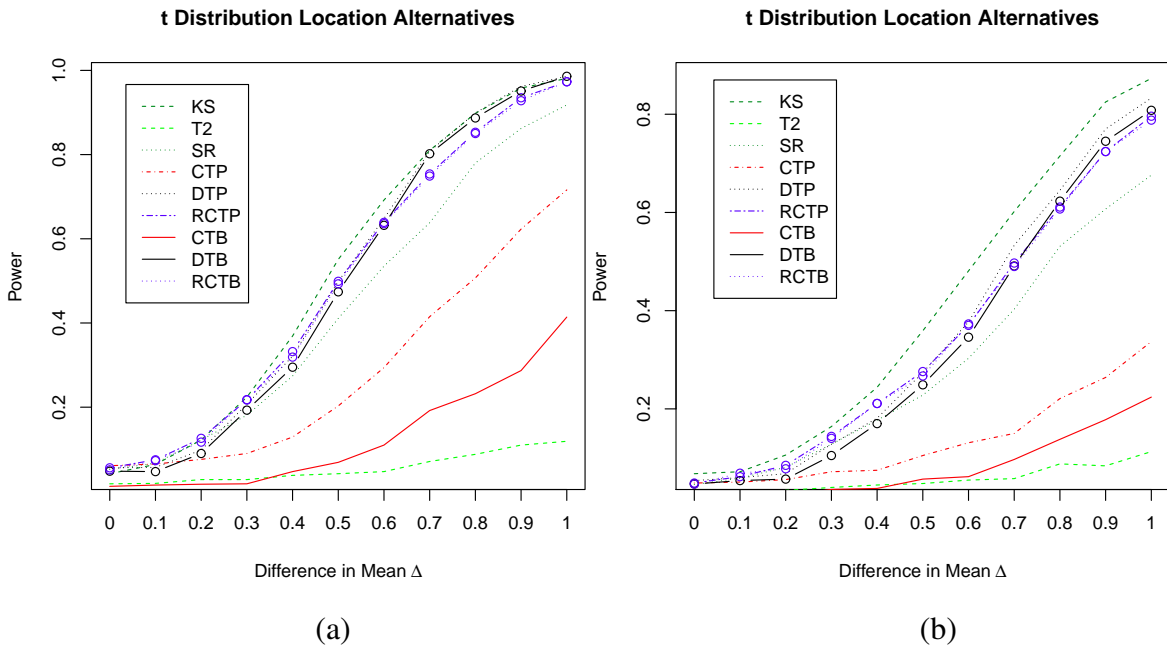 t Distribution Location Alternatives
Power
1.0
0.8
0.6
0.4
0.2
KS
T2
SR
CTP
DTP
RCTP
CTB
DTB
RCTB
0 0.1 0.2 0.3 0.4 0.5 0.6 0.7 0.8 0.9 1
Difference in Mean Δ
(a)
t Distribution Location Alternatives
Power
0.8
0.6
0.4
0.2
KS
T2
SR
CTP
DTP
RCTP
CTB
DTB
RCTB
0 0.1 0.2 0.3 0.4 0.5 0.6 0.7 0.8 0.9 1
Difference in Mean Δ
(b)